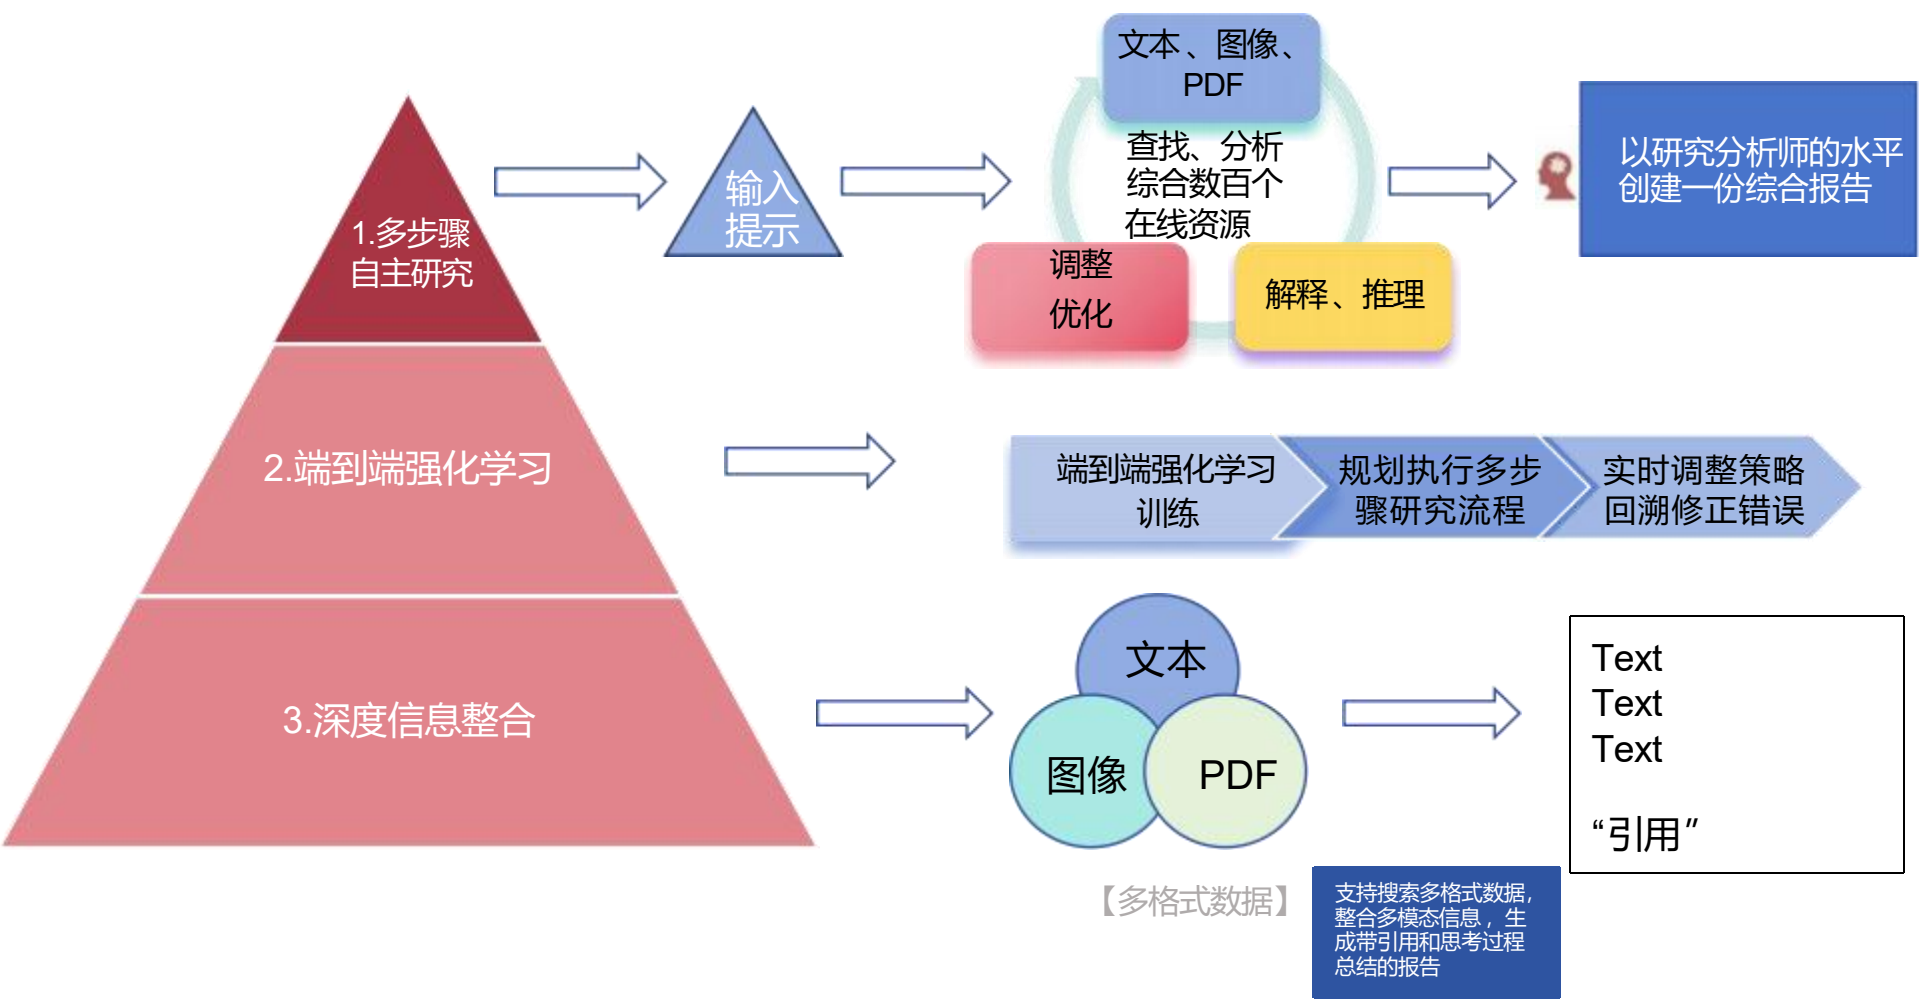 1.多步骤
自主研究
输入
提示
文本、图像、
PDF
查找、分析
综合数百个
在线资源
调整
优化
解释、推理
以研究分析师的水平
创建一份综合报告
2.端到端强化学习
端到端强化学习
训练
规划执行多步
骤研究流程
实时调整策略
回溯修正错误
3.深度信息整合
文本
图像
PDF
【多格式数据】
Text
Text
Text
“引用”
支持搜索多格式数据,
整合多模态信息，生
成带引用和思考过程
总结的报告